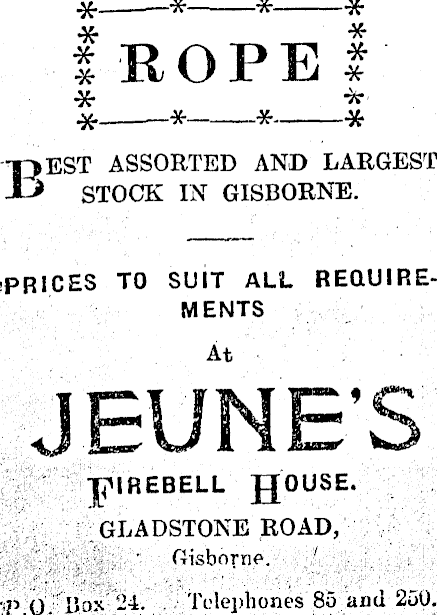 ROPE
BEST ASSORTED AND LARGEST
STOCK IN GISBORNE.
PRICES TO SUIT ALL REQUIRE-
MENTS
At
JEUNE'S
FIREBELL HOUSE.
GLADSTONE ROAD,
Gisborne.
P.O. Box 24. Telephones 85 and 250.